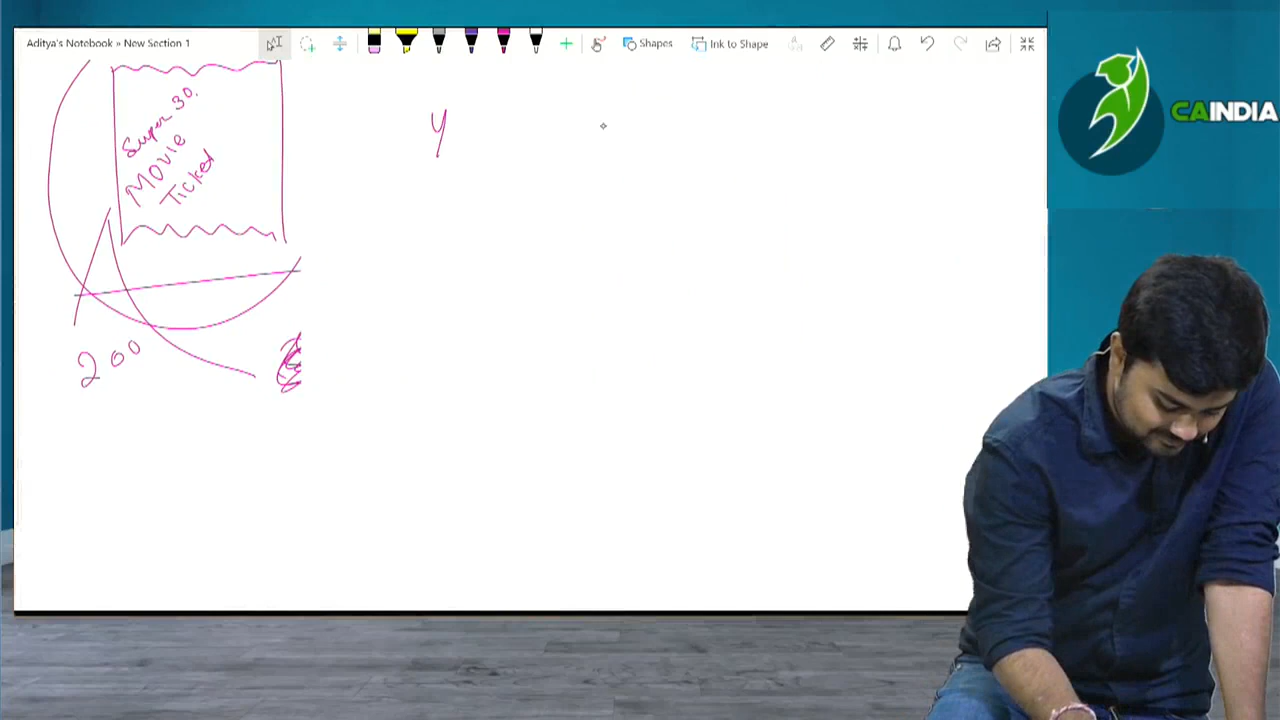 Aditya's Notebook » New Section 1
Shapes
Ink to Shape
CAINDIA
Super 30.
Movie
Ticket
y
200